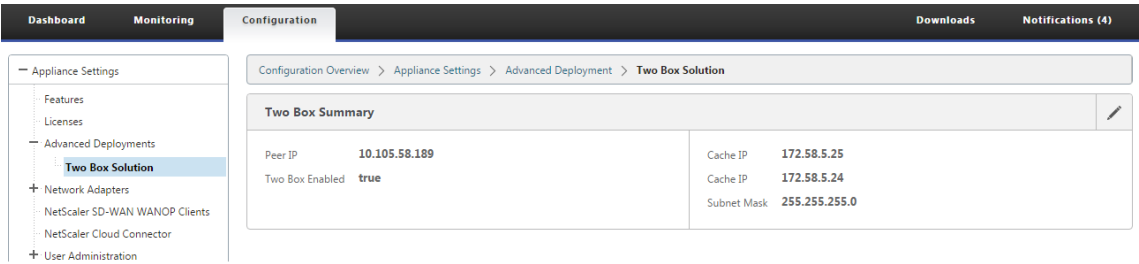 Dashboard Monitoring Configuration Downloads Notifications (4)
Appliance Settings
Features
Licenses
Advanced Deployments
Two Box Solution
Network Adapters
NetScaler SD-WAN WANOP Clients
NetScaler Cloud Connector
User Administration
Configuration Overview > Appliance Settings > Advanced Deployment > Two Box Solution
Two Box Summary
Peer IP 10.105.58.189
Two Box Enabled true
Cache IP 172.58.5.25
Cache IP 172.58.5.24
Subnet Mask 255.255.255.0